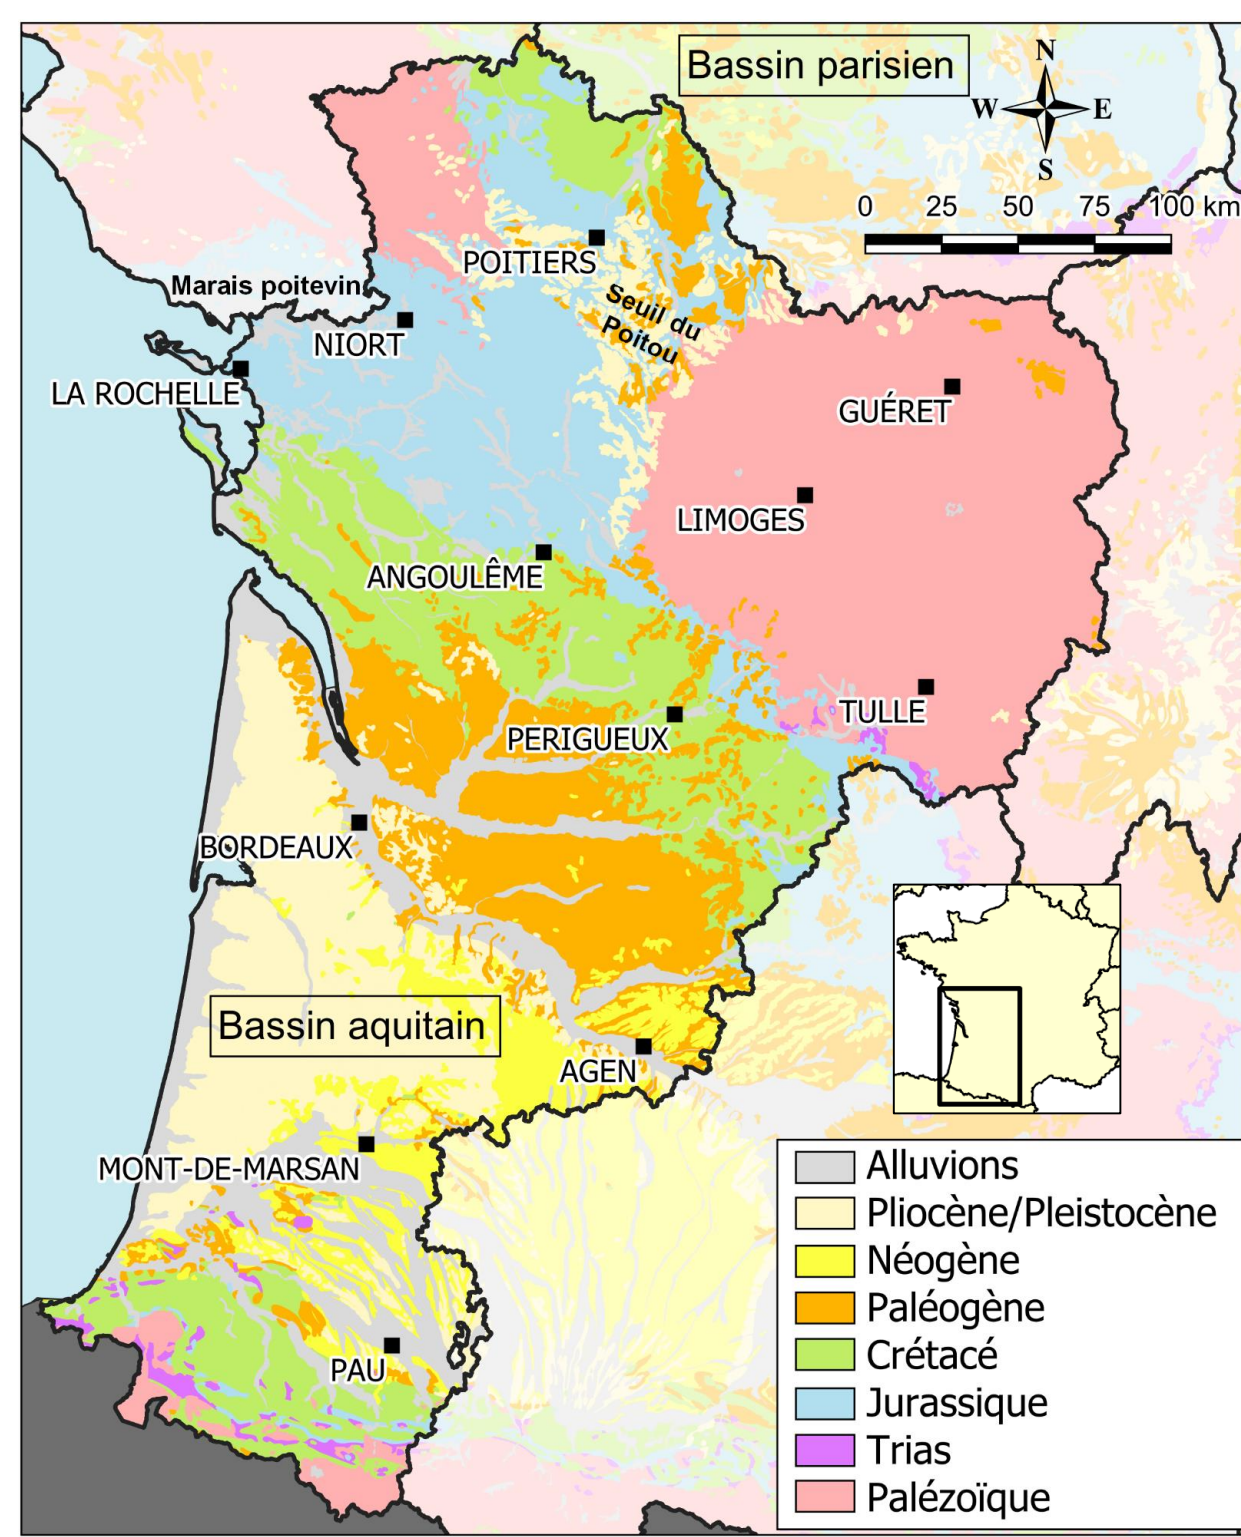 Bassin parisien
N
W
E
S
0 25 50 75 100 km
POITIERS
Marais poitevin
Seuil du
Poitou
NIORT
LA ROCHELLE
GUÉRET
LIMOGES
ANGOULÊME
TULLE
PERIGUEUX
BORDEAUX
Bassin aquitain
AGEN
MONT-DE-MARSAN
PAU
Alluvions
Pliocène/Pleistocène
Néogène
Paléogène
Crétacé
Jurassique
Trias
Palézoïque